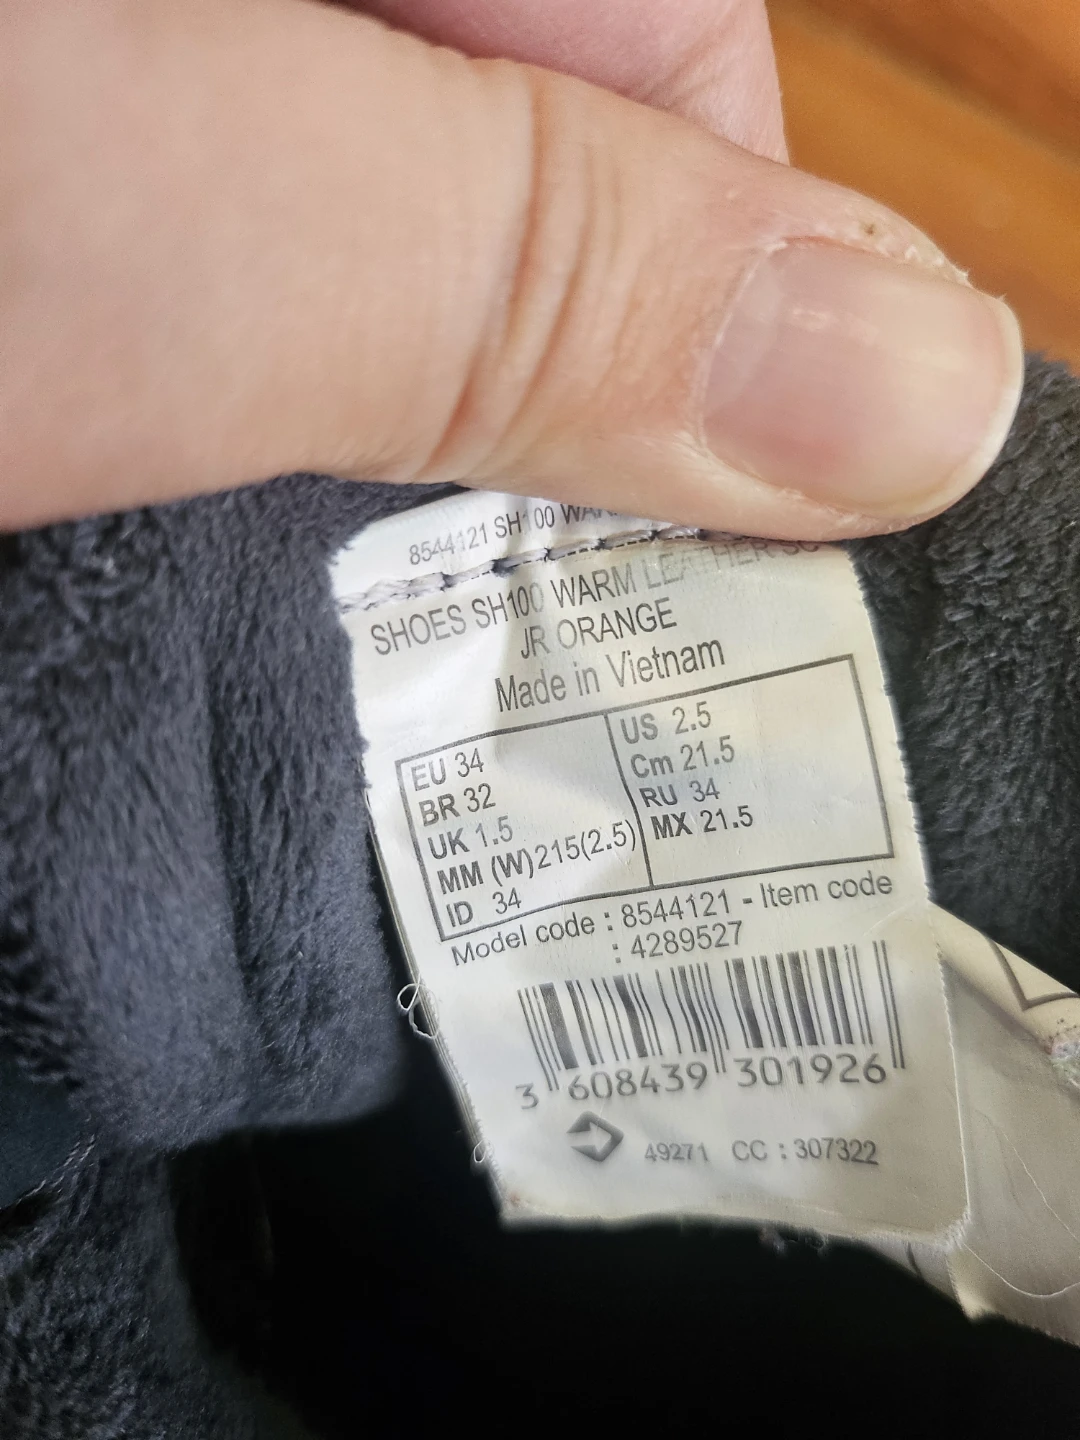 8544121 SH100
SHOES SH100 WARM LEATHER SC
JR ORANGE
Made in Vietnam
EU 34
BR 32
UK 1.5
MM (W)215(2.5)
ID 34
US 2.5
Cm 21.5
RU 34
MX 21.5
Model code : 8544121 - Item code
: 4289527
3 608439 301926
49271 CC : 307322